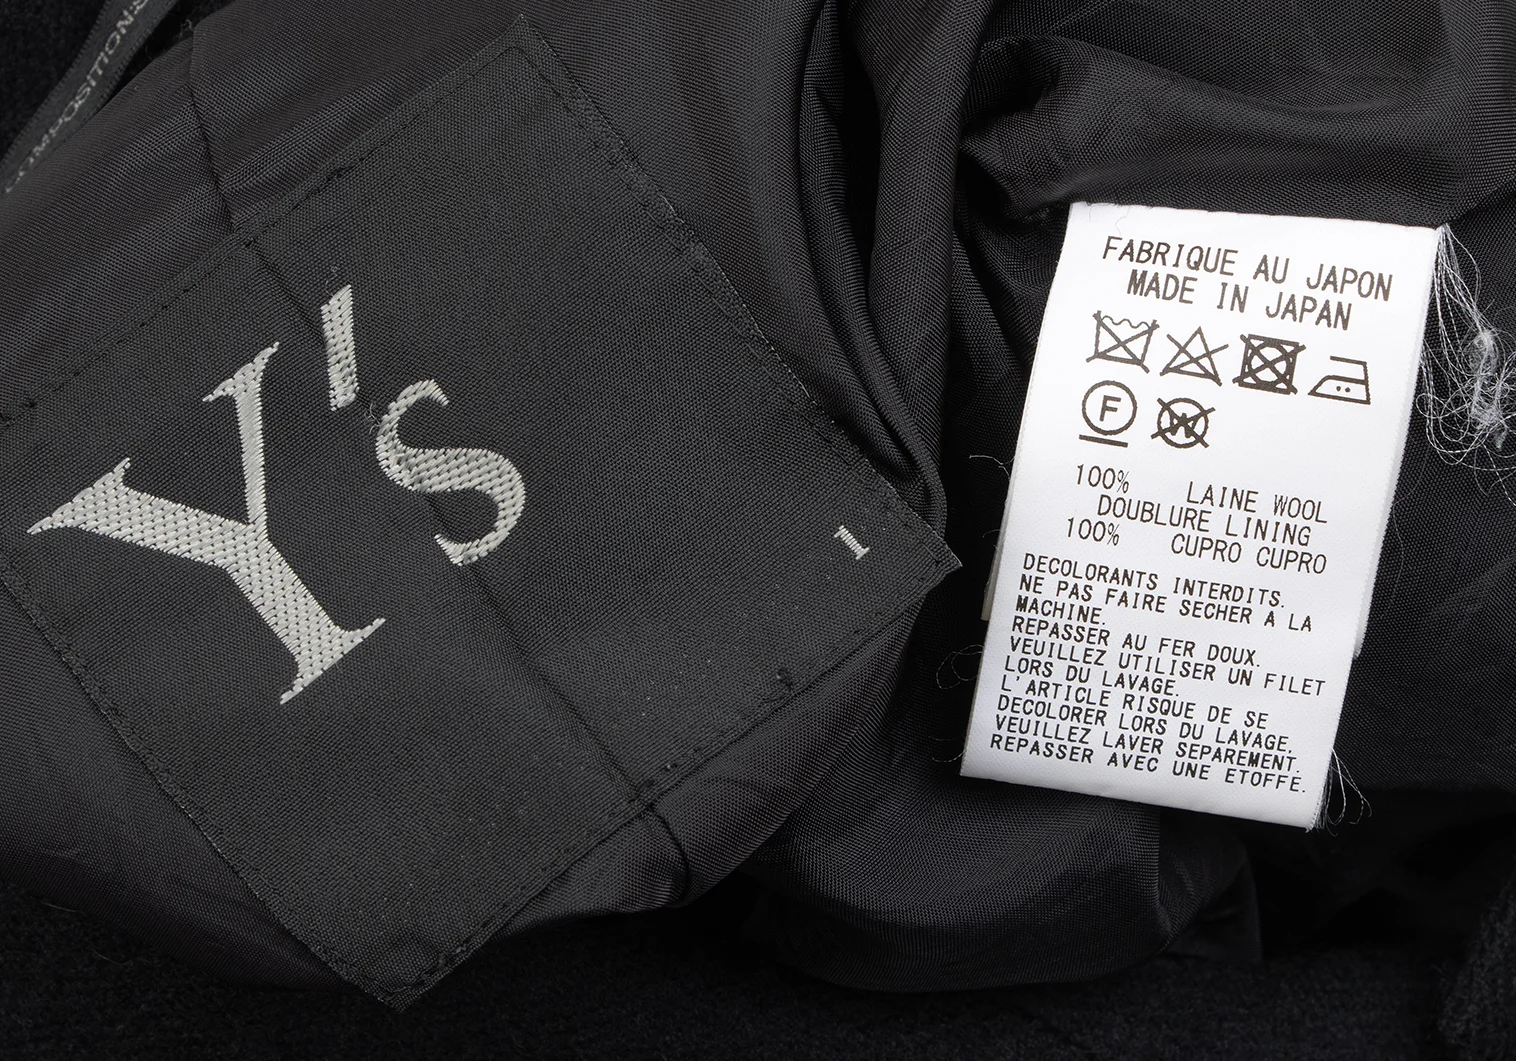 COMPOSITION:
Y's
1
FABRIQUE AU JAPON
MADE IN JAPAN
F
W
100% LAINE WOOL
DOUBLURE LINING
100% CUPRO CUPRO
DECOLORANTS INTERDITS.
NE PAS FAIRE SECHER A LA
MACHINE.
REPASSER AU FER DOUX.
VEUILLEZ UTILISER UN FILET
LORS DU LAVAGE.
L'ARTICLE RISQUE DE SE
DECOLORER LORS DU LAVAGE,
VEUILLEZ LAVER SEPAREMENT.
REPASSER AVEC UNE ETOFFE.